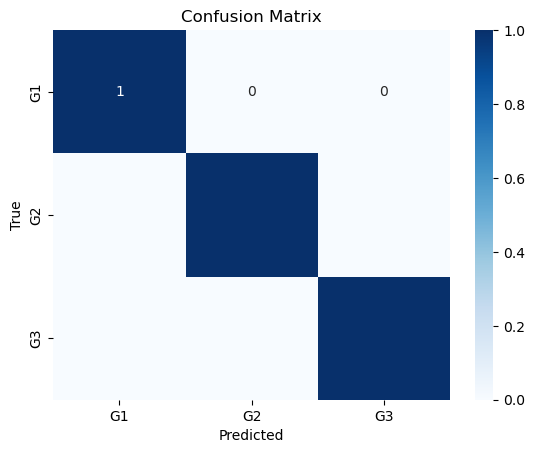 Confusion Matrix
True
G1
1 0 0
G2
G3
G1 G2 G3
Predicted
1.0
0.8
0.6
0.4
0.2
0.0